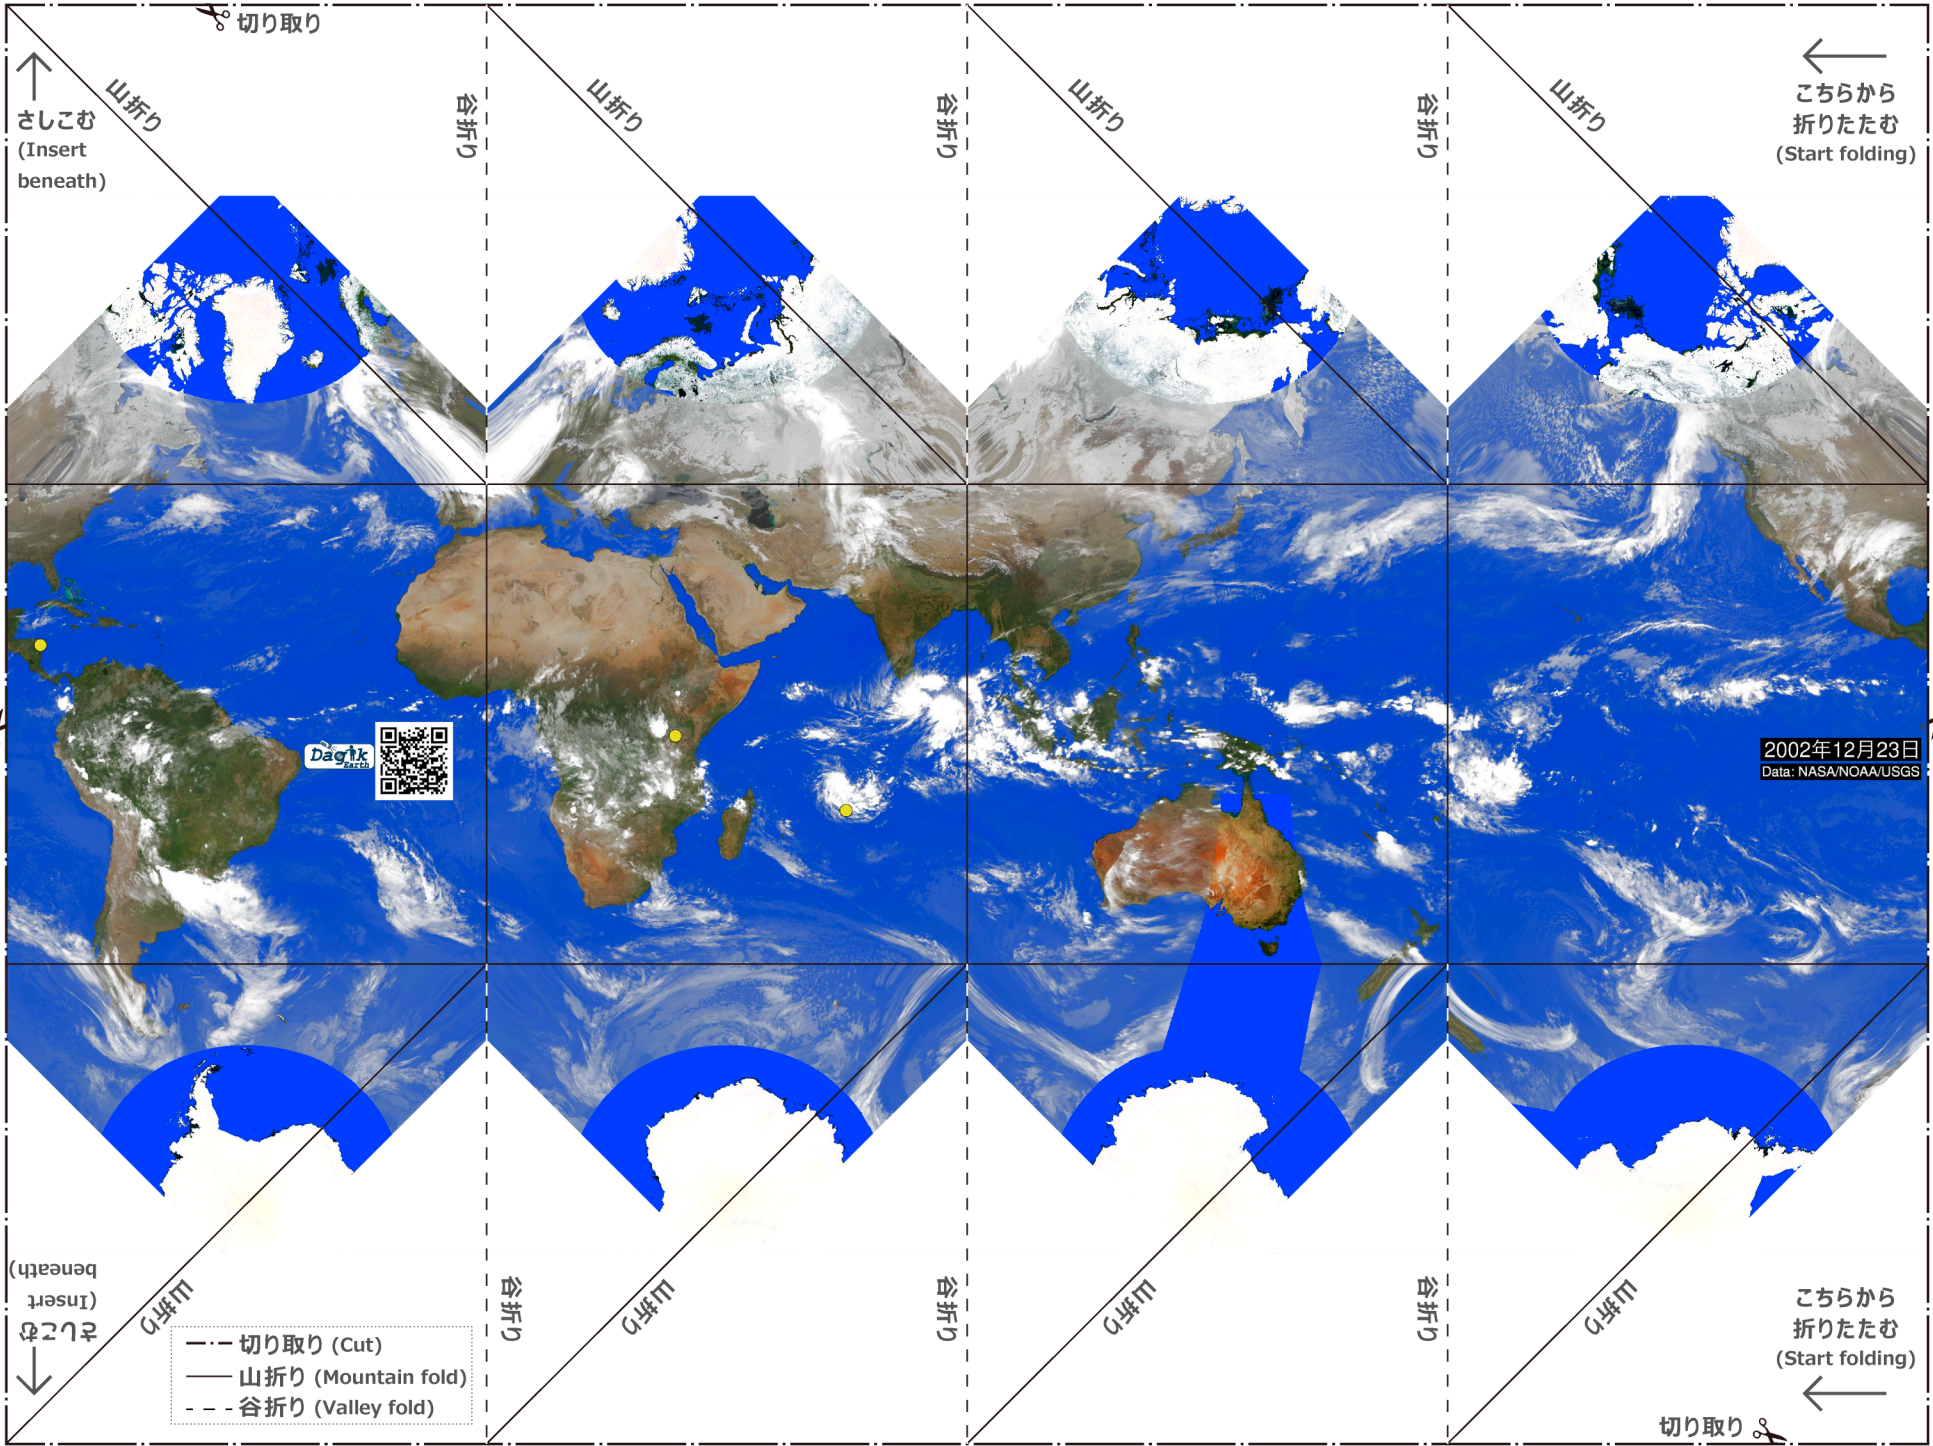 切り取り
山折り
谷折り
山折り
谷折り
山折り
谷折り
山折り
さしこむ
(Insert
beneath)
こちらから
折りたたむ
(Start folding)
Dagik
Earth
2002年12月23日
Data: NASA/NOAA/USGS
さしこむ
(Insert
beneath)
山折り
谷折り
山折り
谷折り
山折り
谷折り
山折り
こちらから
折りたたむ
(Start folding)
切り取り (Cut)
山折り (Mountain fold)
谷折り (Valley fold)
切り取り